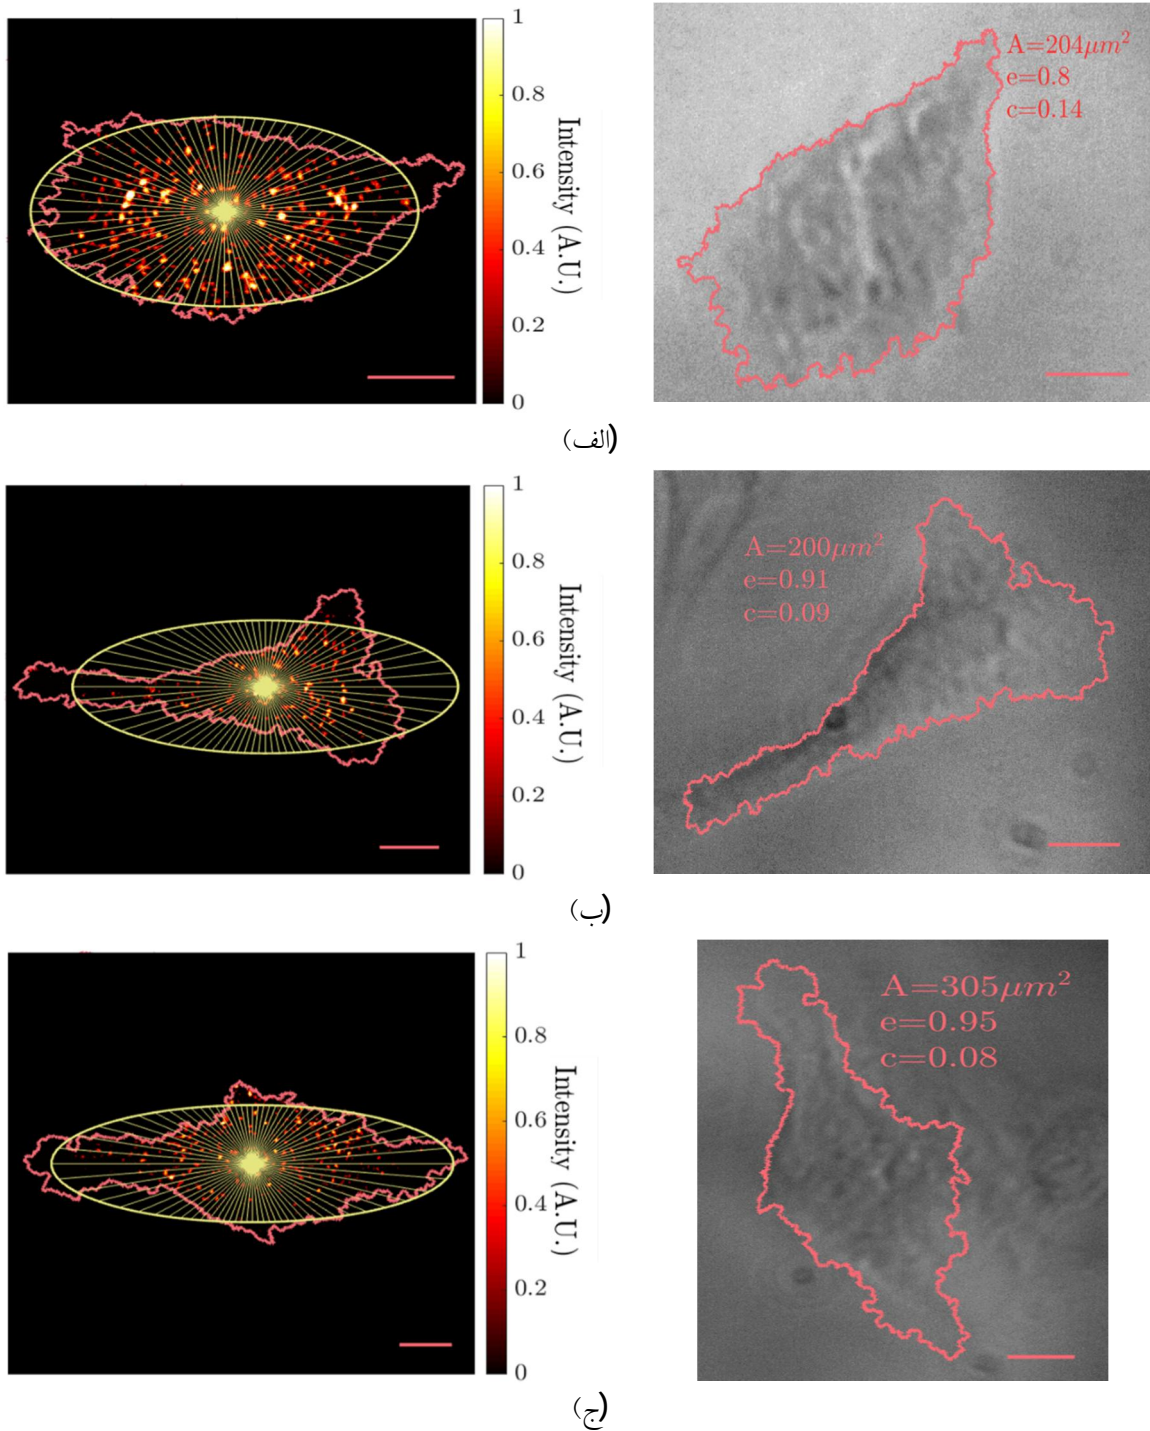 1
0.8
0.6
0.4
0.2
0
Intensity (A.U.)
A=204μm²
e=0.8
c=0.14
(الف)
1
0.8
0.6
0.4
0.2
0
Intensity (A.U.)
A=200μm²
e=0.91
c=0.09
(ب)
1
0.8
0.6
0.4
0.2
0
Intensity (A.U.)
A=305μm²
e=0.95
c=0.08
(ج)